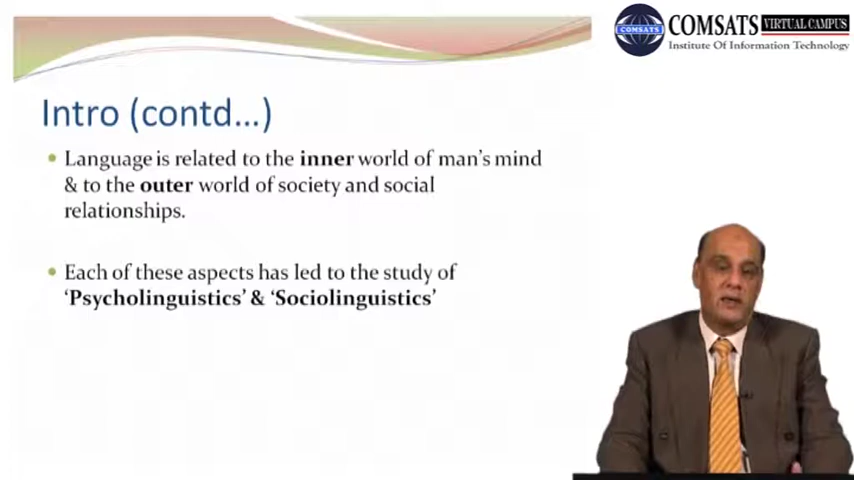 COMSATS
COMSATS VIRTUAL CAMPUS
Institute Of Information Technology
Intro (contd...)
Language is related to the inner world of man's mind
& to the outer world of society and social
relationships.
Each of these aspects has led to the study of
'Psycholinguistics' & 'Sociolinguistics'